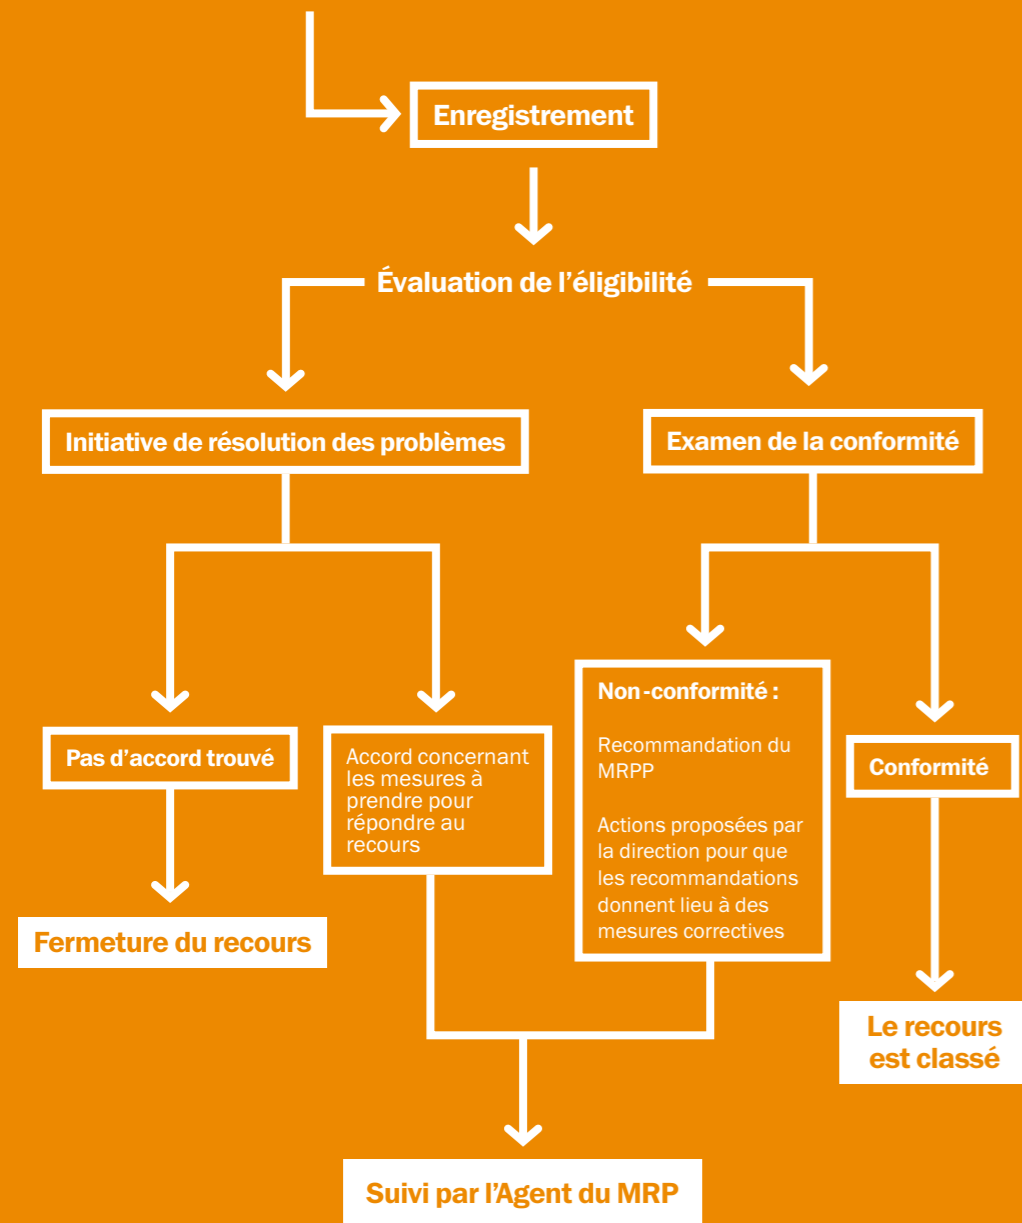 Enregistrement
Évaluation de l’éligibilité
Initiative de résolution des problèmes
Examen de la conformité
Pas d’accord trouvé
Accord concernant
les mesures à
prendre pour
répondre au
recours
Non-conformité :
Recommandation du
MRPP
Actions proposées par
la direction pour que
les recommandations
donnent lieu à des
mesures correctives
Conformité
Fermeture du recours
Le recours
est classé
Suivi par l’Agent du MRP